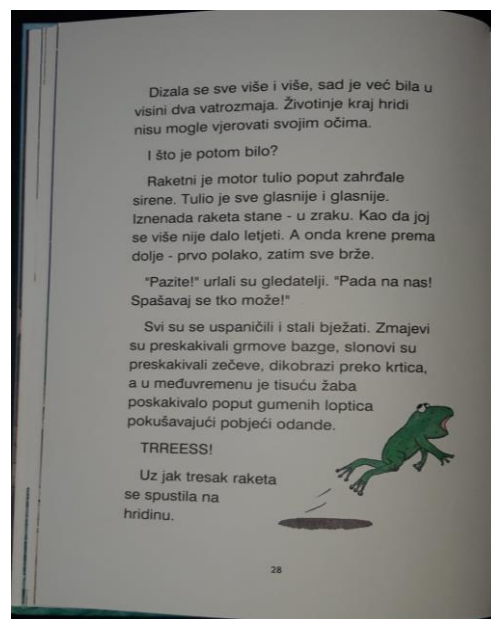 Dizala se sve više i više, sad je već bila u
visini dva vatrozmaja. Životinje kraj hridi
nisu mogle vjerovati svojim očima.
I što je potom bilo?
Raketni je motor tulio poput zahrđale
sirene. Tulio je sve glasnije i glasnije.
Iznenada raketa stane - u zraku. Kao da joj
se više nije dalo letjeti. A onda krene prema
dolje - prvo polako, zatim sve brže.
"Pazite!" urlali su gledatelji. "Pada na nas!
Spašavaj se tko može!"
Svi su se uspaničili i stali bježati. Zmajevi
su preskakivali grmove bazge, slonovi su
preskakivali zečeve, dikobrazi preko krtica,
a u međuvremenu je tisuću žaba
poskakivalo poput gumenih loptica
pokušavajući pobjeći odande.
TRREESS!
Uz jak tresak raketa
se spustila na
hridinu.
28